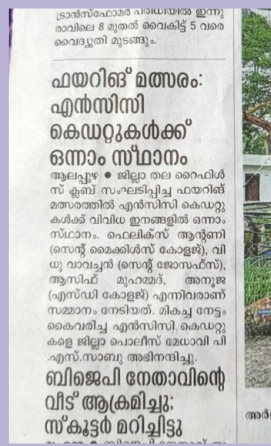 ട്രാൻസ്ഫോമർ പരിധിയിൽ ഇന്നു
രാവിലെ 8 മുതൽ വൈകിട്ട് 5 വരെ
വൈദ്യുതി മുടങ്ങും.
ഫയറിങ് മത്സരം:
എൻസിസി
കെഡറ്റുകൾക്ക്
ഒന്നാം സ്ഥാനം
ആലപ്പുഴ ● ജില്ലാ തല റൈഫിൾ
സ് ക്ലബ് സംഘടിപ്പിച്ച ഫയറിങ്
മത്സരത്തിൽ എൻസിസി കെഡറ്റു
കൾക്ക് വിവിധ ഇനങ്ങളിൽ ഒന്നാം
സ്ഥാനം. ഫെലിക്സ് ആന്റണി
(സെന്റ് മൈക്കിൾസ് കോളജ്), വി
ധു വാവച്ചൻ (സെന്റ് ജോസഫ്സ്),
ആസിഫ് മുഹമ്മദ്, അനൂജ
(എസ്ഡി കോളജ്) എന്നിവരാണ്
സമ്മാനം നേടിയത്. മികച്ച നേട്ടം
കൈവരിച്ച എൻസിസി കെഡറ്റു
കളെ ജില്ലാ പൊലീസ് മേധാവി പി
.എസ്.സാബു അഭിനന്ദിച്ചു.
ബിജെപി നേതാവിന്റെ
വീട് ആക്രമിച്ചു;
സ്കൂട്ടർ മറിച്ചിട്ടു